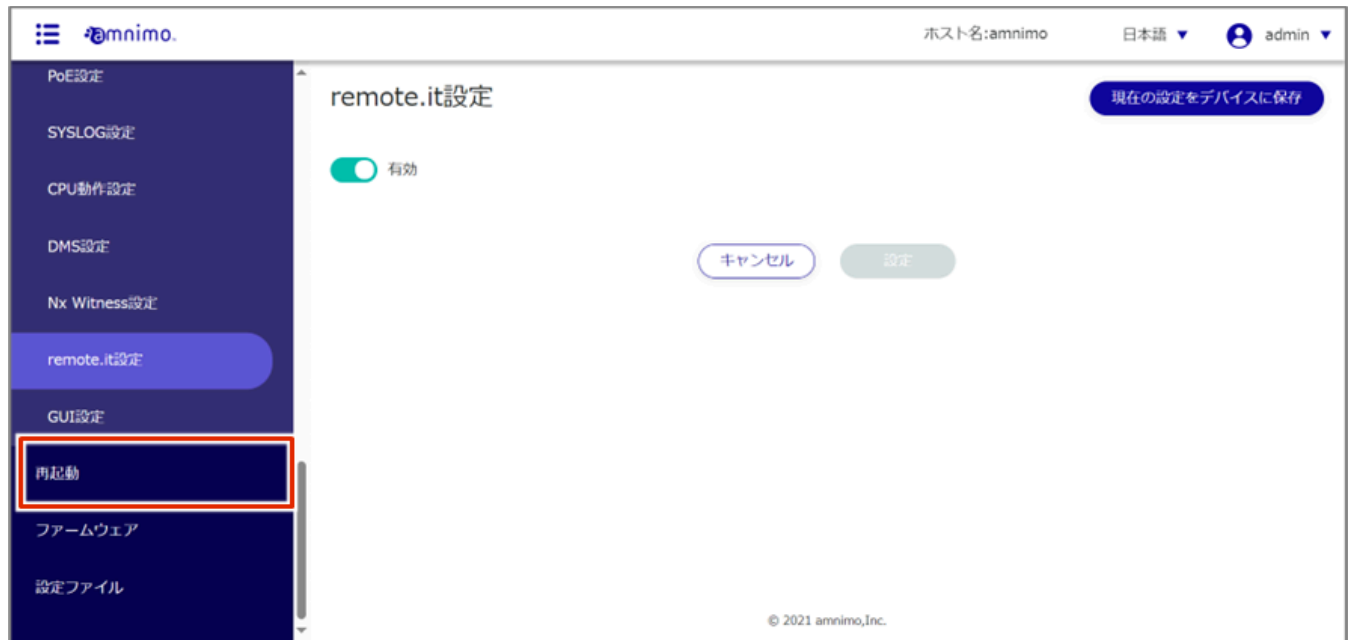 amnimo.
ホスト名:amnimo
日本語 ▼
admin ▼
PoE設定
SYSLOG設定
CPU動作設定
DMS設定
Nx Witness設定
remote.it設定
GUI設定
再起動
ファームウェア
設定ファイル
remote.it設定
現在の設定をデバイスに保存
有効
キャンセル
設定
© 2021 amnimo,Inc.